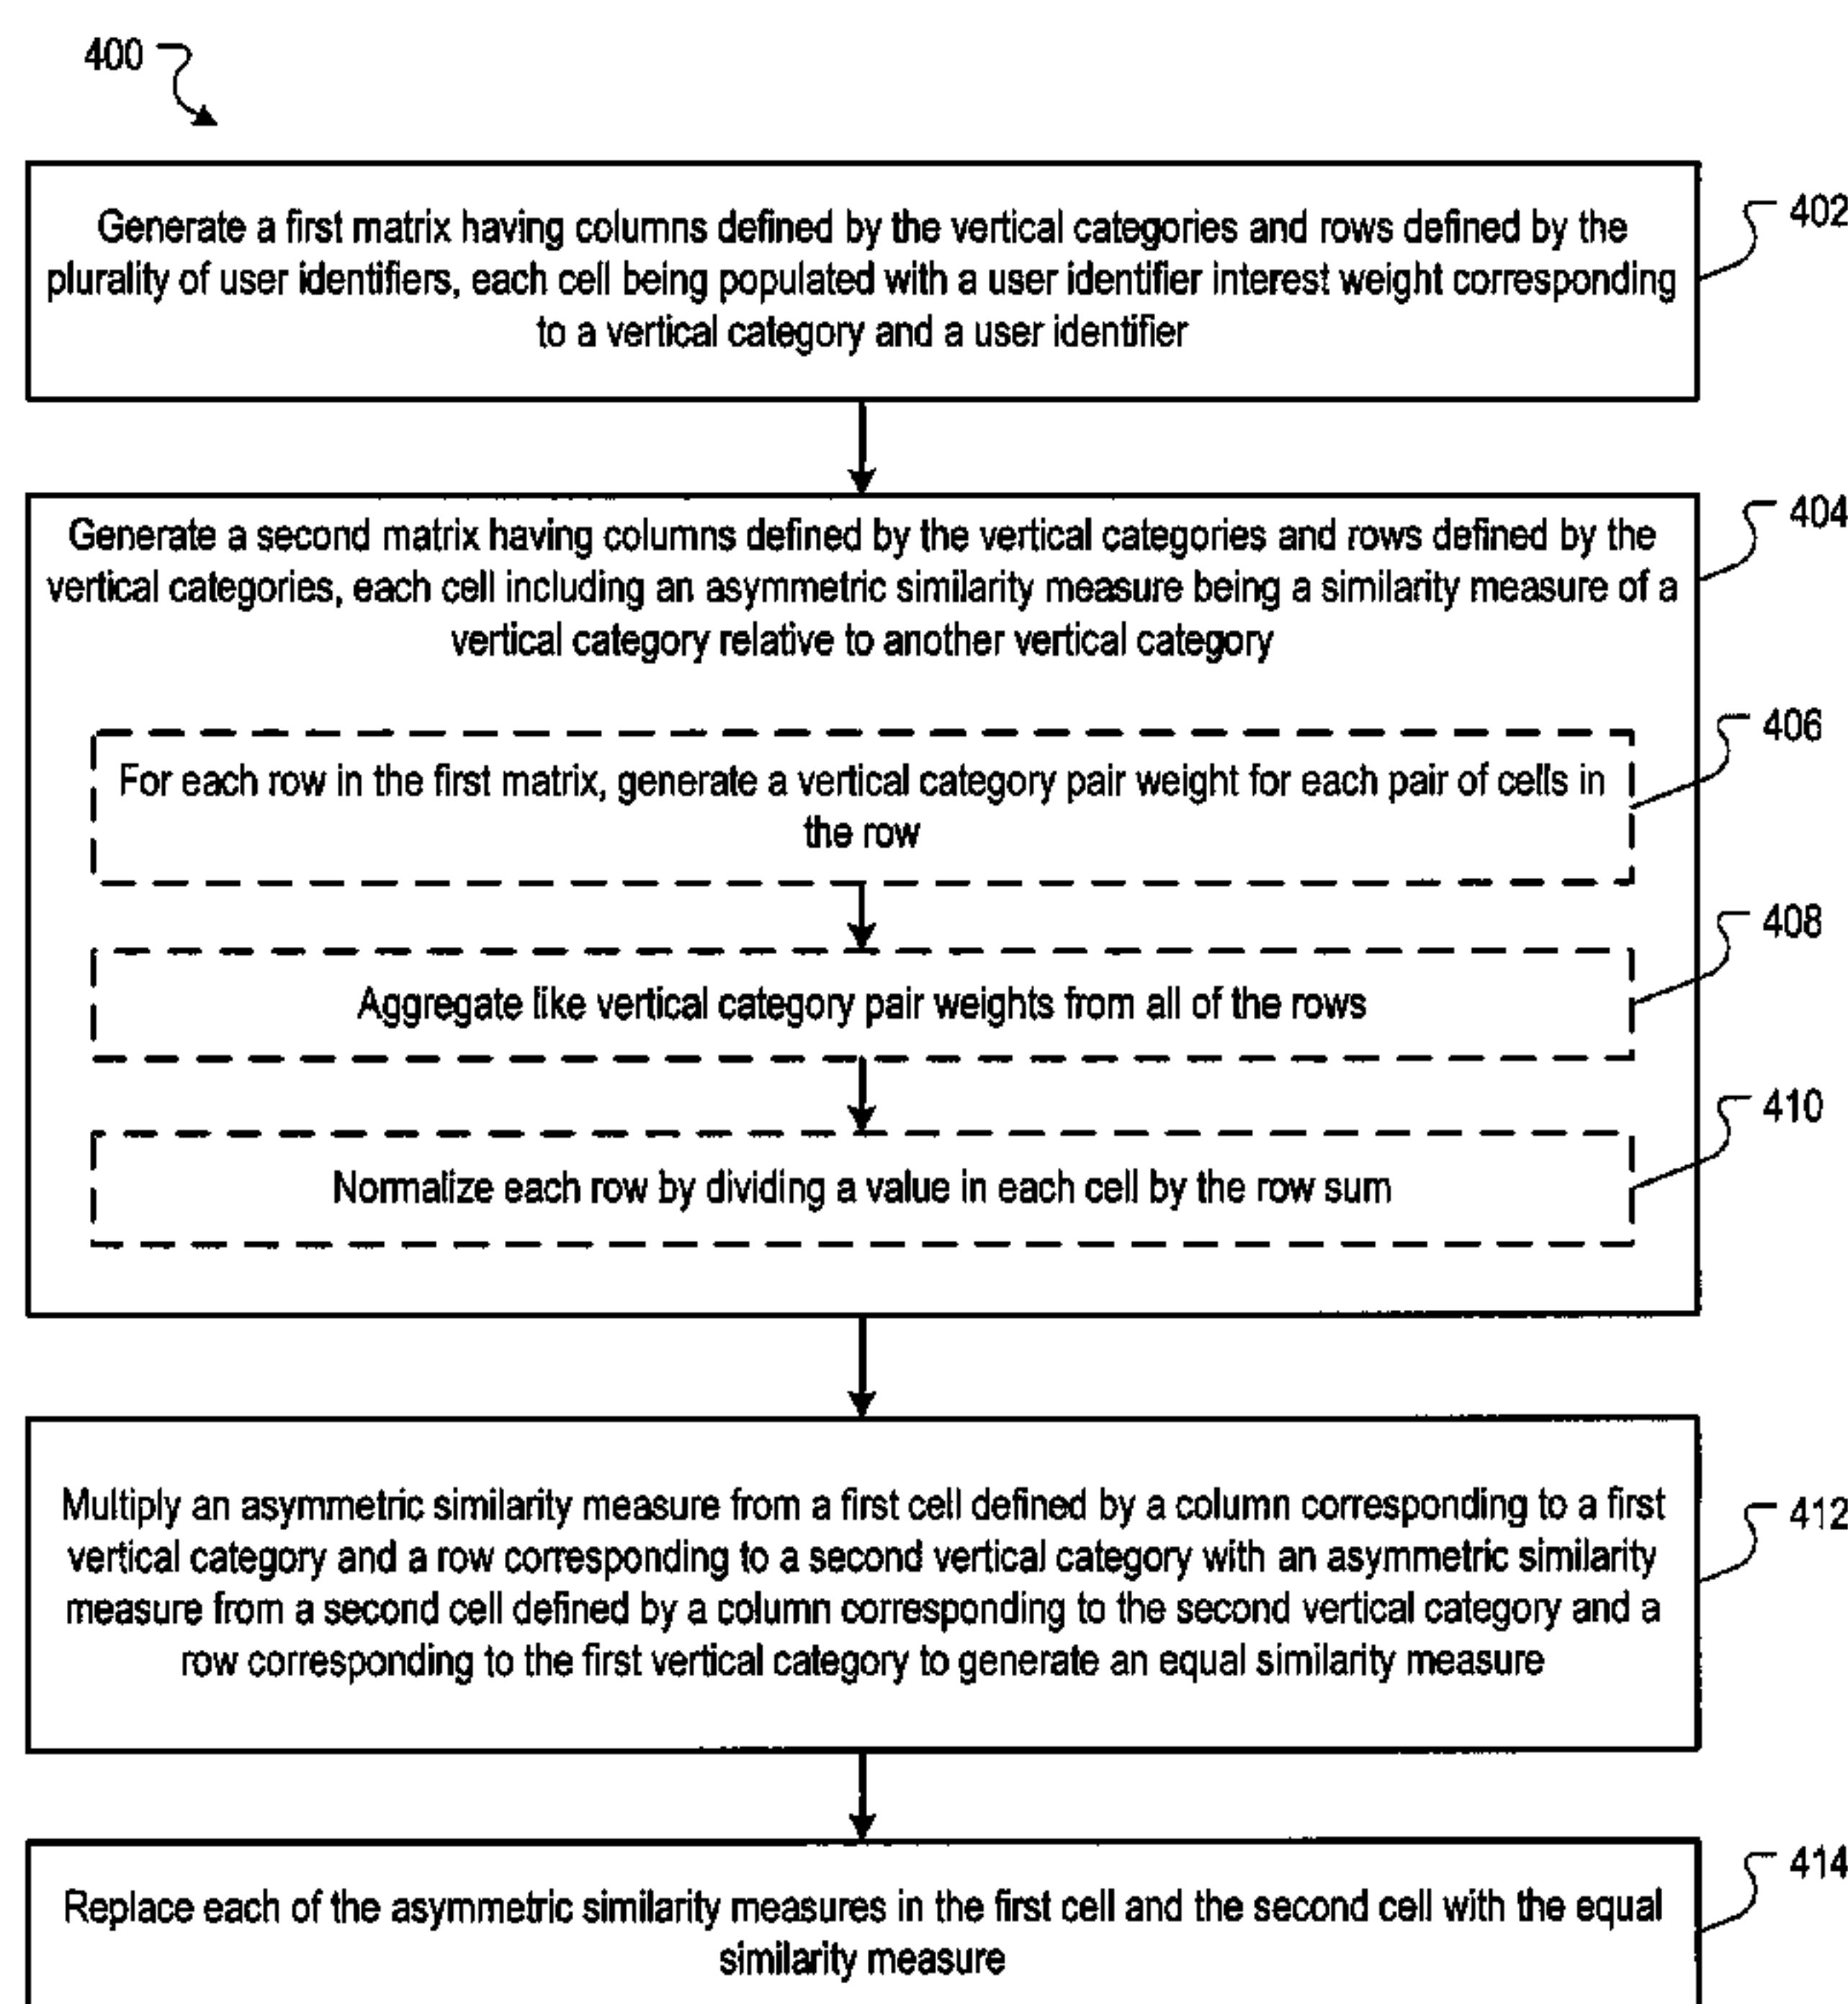 400
Generate a first matrix having columns defined by the vertical categories and rows defined by the
plurality of user identifiers, each cell being populated with a user identifier interest weight corresponding
to a vertical category and a user identifier
402
Generate a second matrix having columns defined by the vertical categories and rows defined by the
vertical categories, each cell including an asymmetric similarity measure being a similarity measure of a
vertical category relative to another vertical category
404
For each row in the first matrix, generate a vertical category pair weight for each pair of cells in
the row
406
Aggregate like vertical category pair weights from all of the rows
408
Normalize each row by dividing a value in each cell by the row sum
410
Multiply an asymmetric similarity measure from a first cell defined by a column corresponding to a first
vertical category and a row corresponding to a second vertical category with an asymmetric similarity
measure from a second cell defined by a column corresponding to the second vertical category and a
row corresponding to the first vertical category to generate an equal similarity measure
412
Replace each of the asymmetric similarity measures in the first cell and the second cell with the equal
similarity measure
414